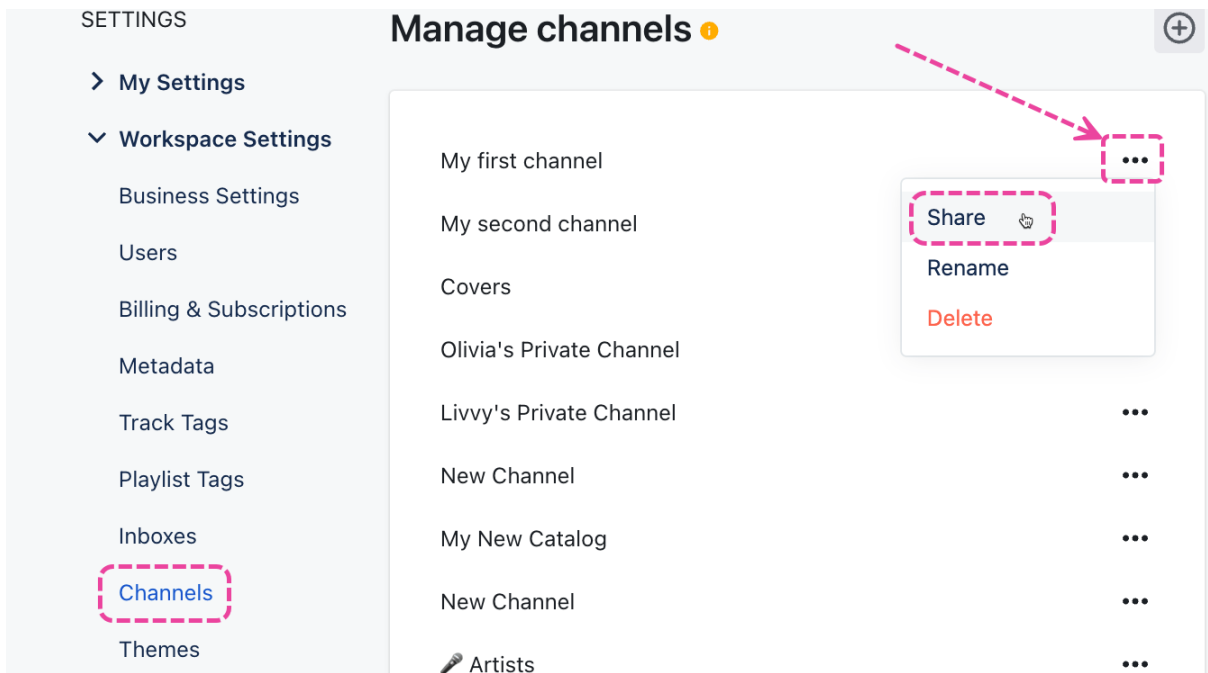 SETTINGS
My Settings
Workspace Settings
Business Settings
Users
Billing & Subscriptions
Metadata
Track Tags
Playlist Tags
Inboxes
Channels
Themes
Manage channels
My first channel
My second channel
Covers
Olivia's Private Channel
Livvy's Private Channel
New Channel
My New Catalog
New Channel
🎤 Artists
Share
Rename
Delete